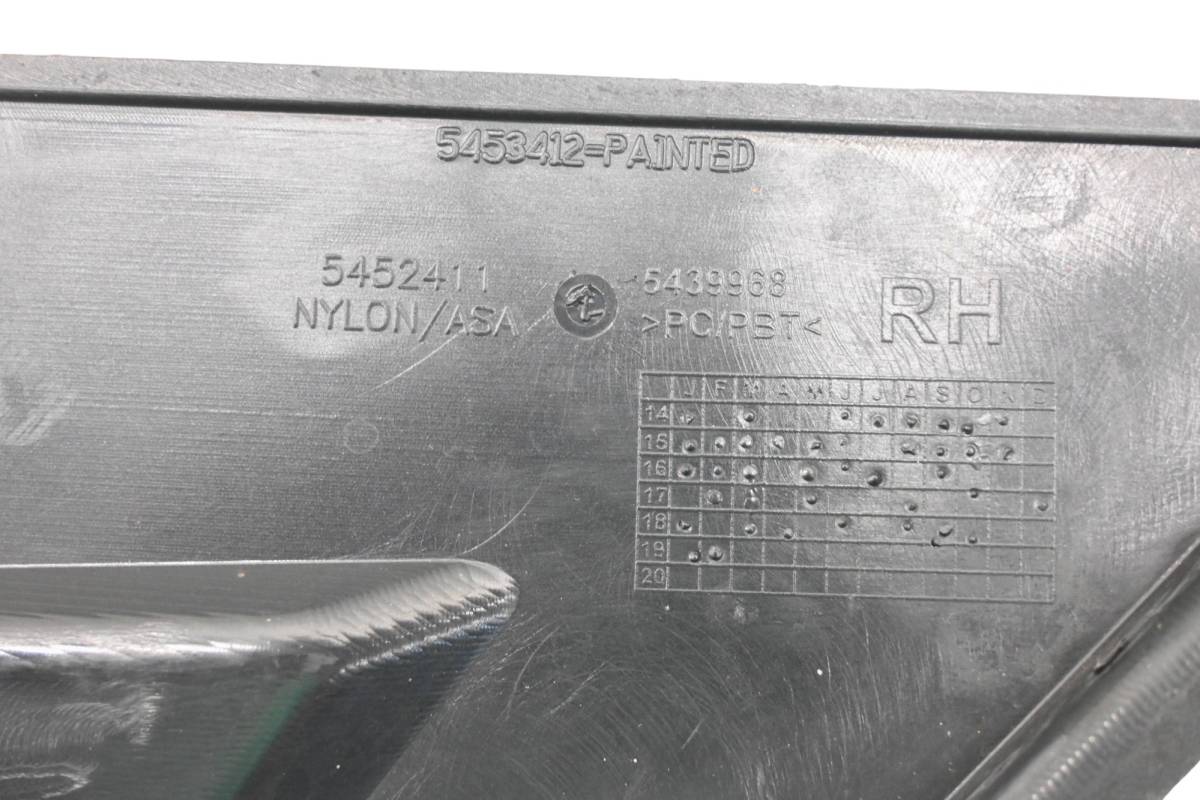 5453412=PAINTED
5452411
NYLON/ASA
5439968
>PC/PBT<
RH
J F M A M J J A S O N D
14
15
16
17
18
19
20